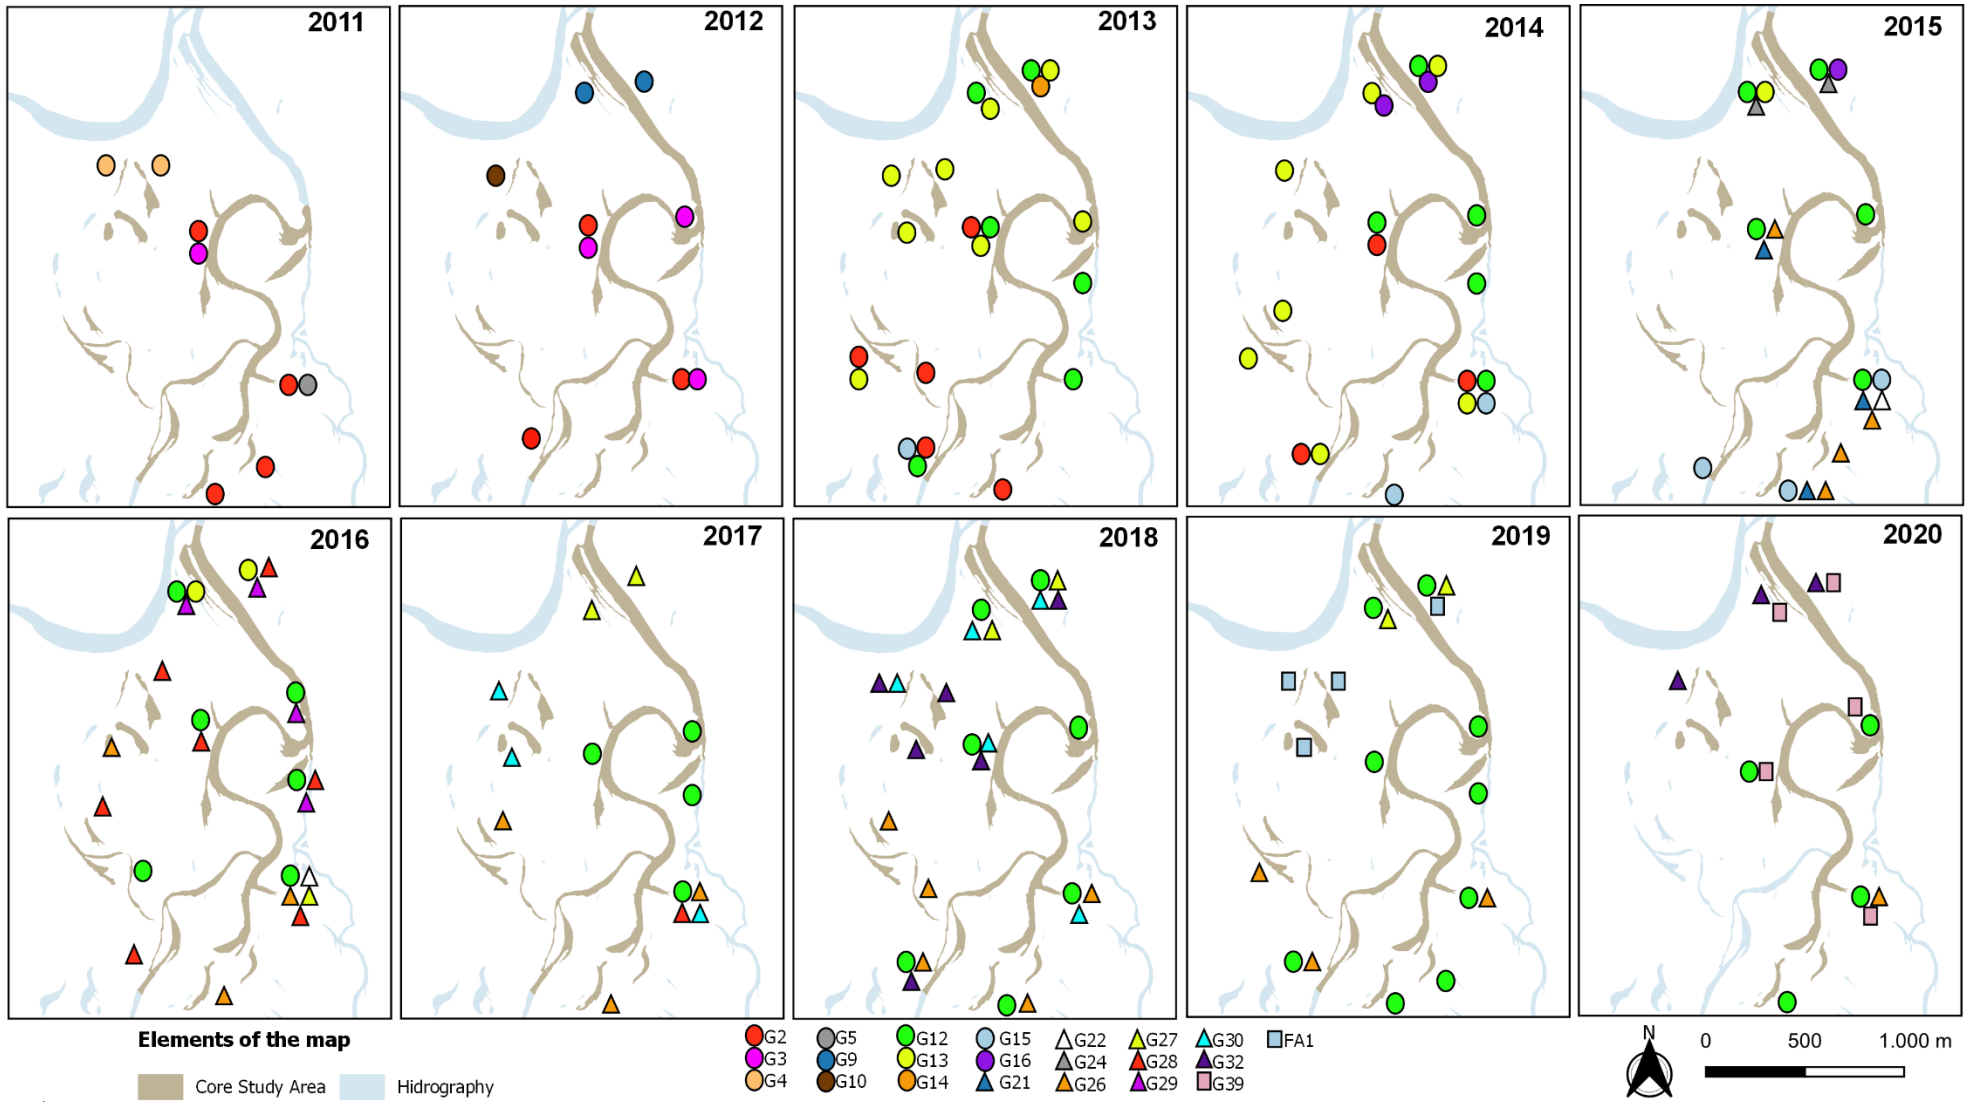 2011
2012
2013
2014
2015
2016
2017
2018
2019
2020
Elements of the map
Core Study Area
Hidrography
G2 G5 G12 G15 G22 G27 G30 FA1
G3 G9 G13 G16 G24 G28 G32
G4 G10 G14 G21 G26 G29 G39
N
0 500 1.000 m